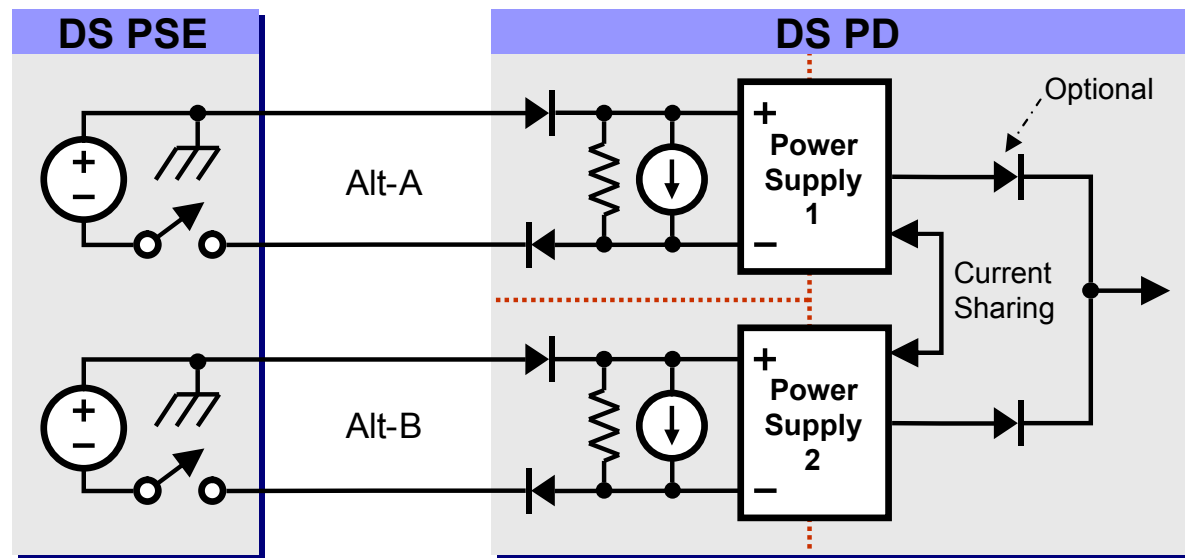 DS PSE
DS PD
Optional
+
−
Alt-A
+
−
Power
Supply
1
Current
Sharing
+
−
Alt-B
+
−
Power
Supply
2